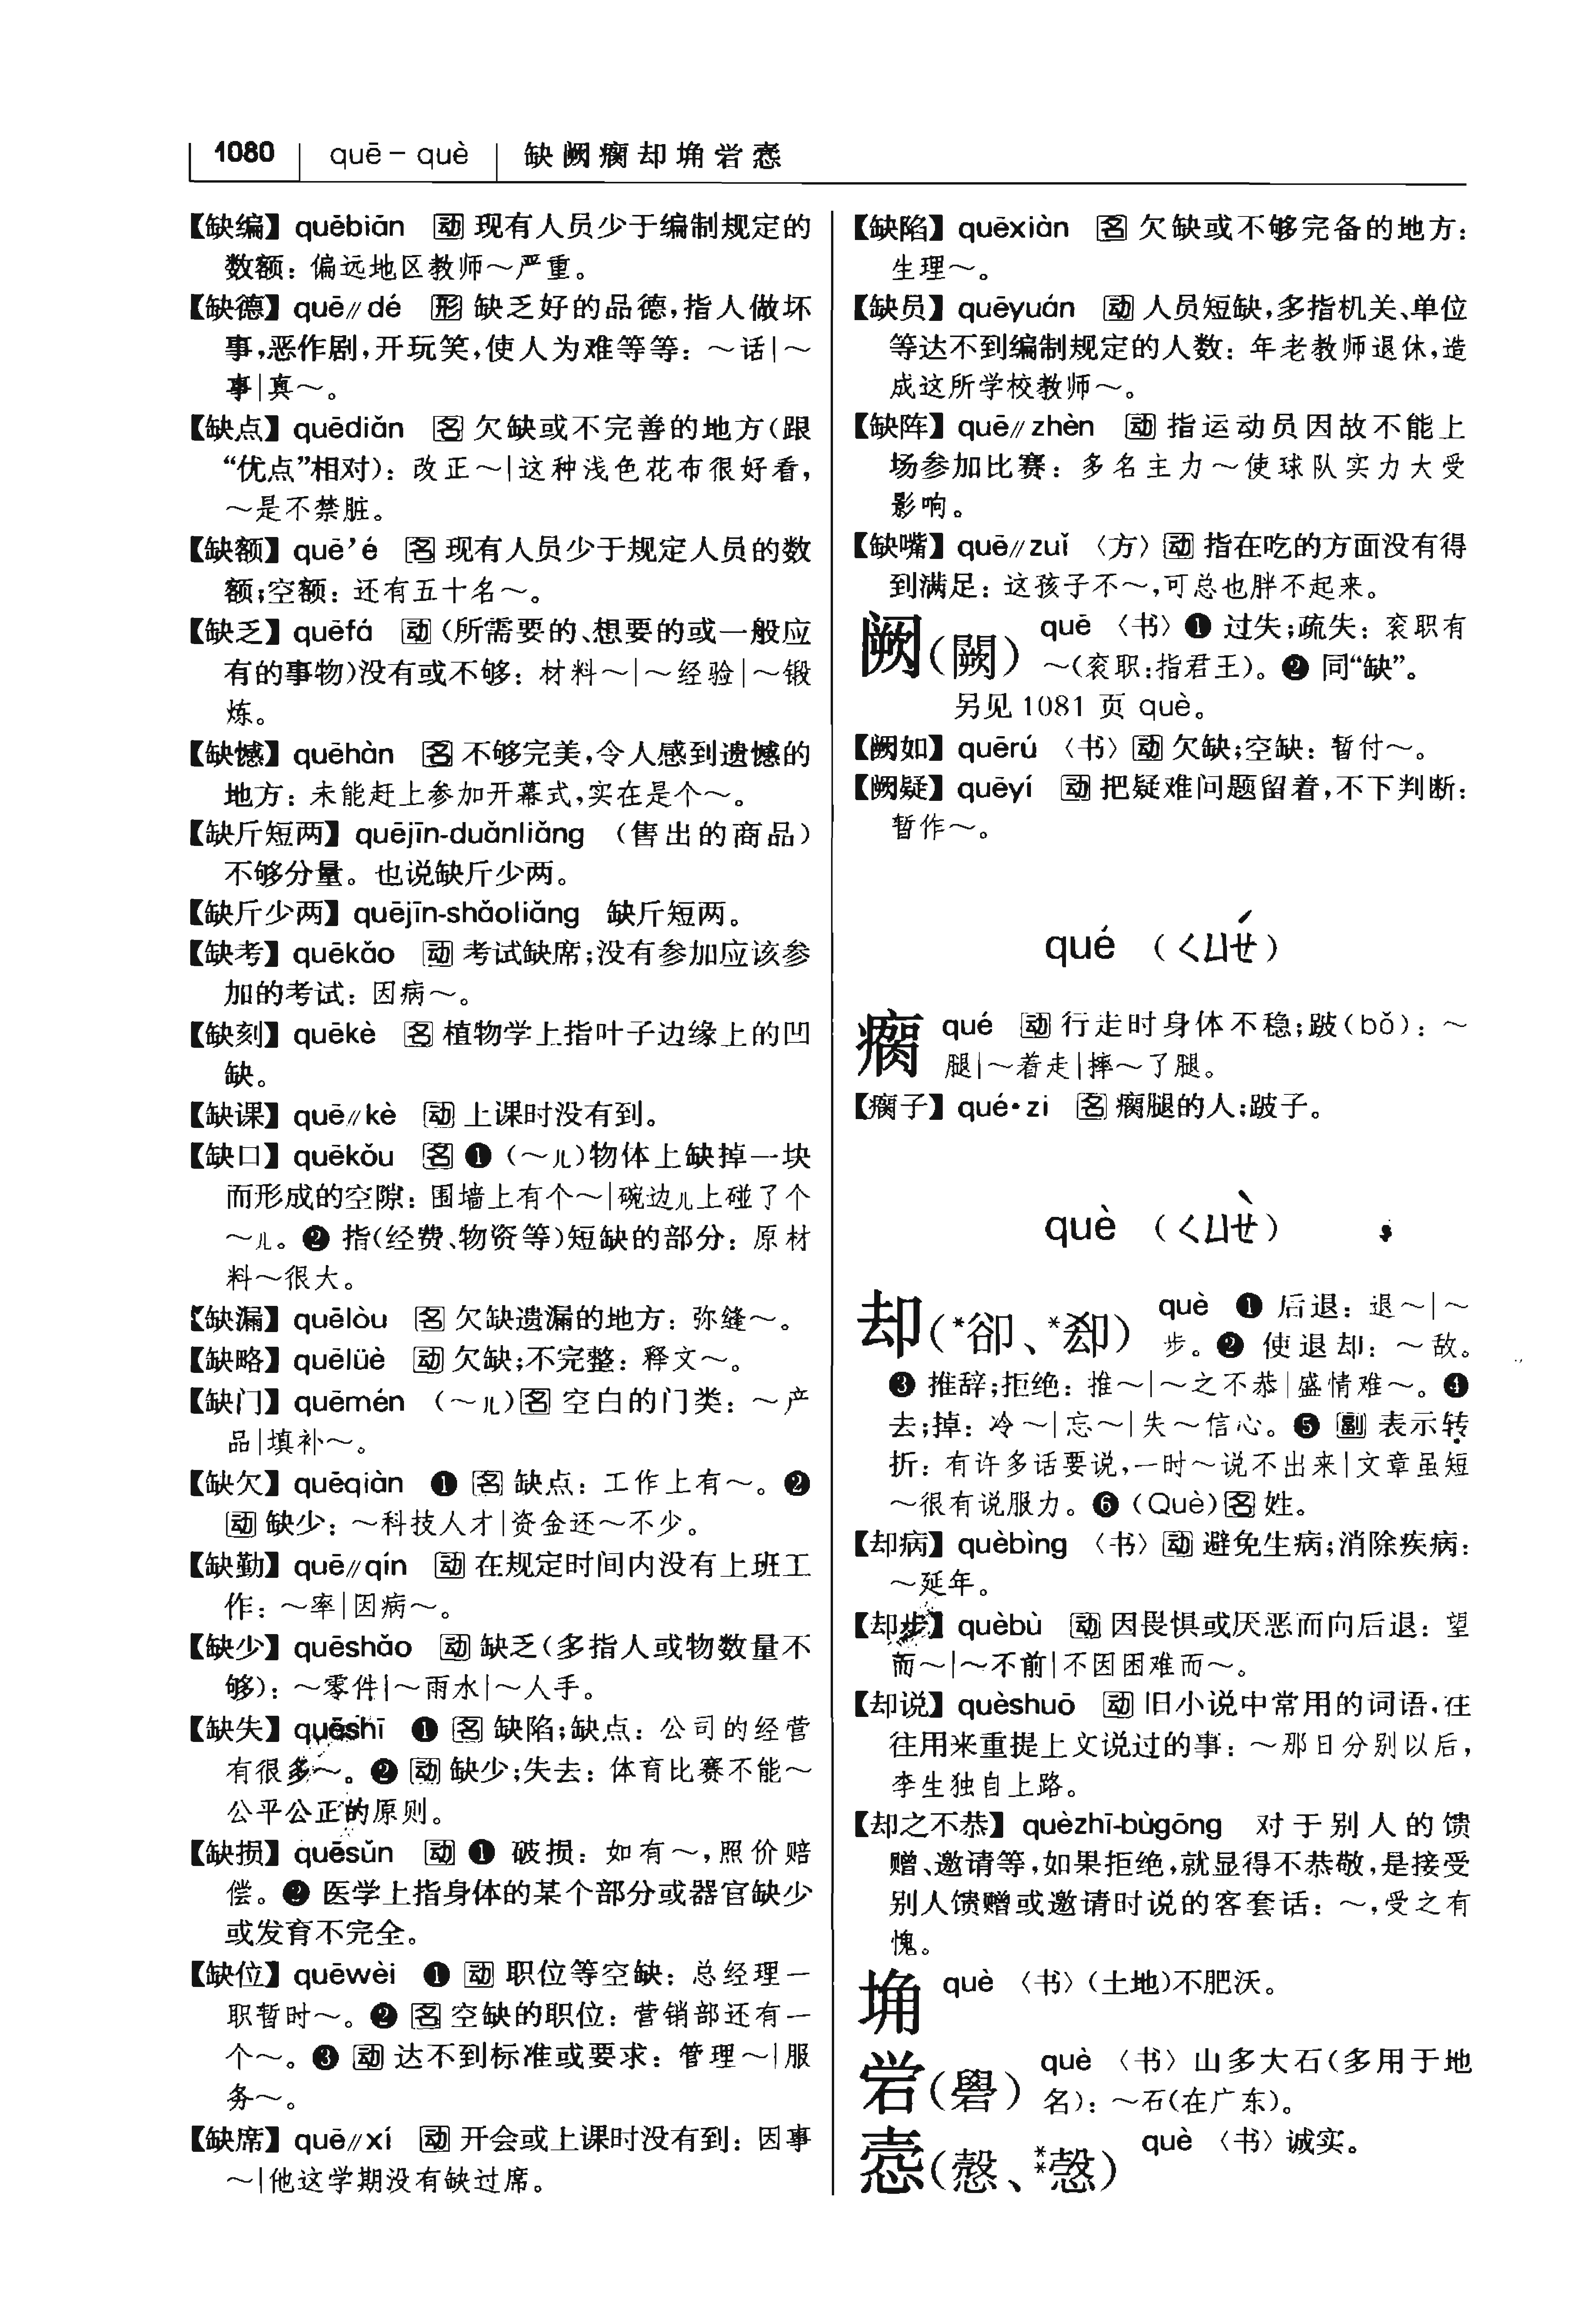 1080 quē – què 缺阙瘸却埆喾悫
【缺编】 quēbiān 动 现有人员少于编制规定的
数额：偏远地区教师～严重。
【缺德】 quē∥dé 形 缺乏好的品德，指人做坏
事，恶作剧，开玩笑，使人为难等等：～话|～
事|真～。
【缺点】 quēdiǎn 名 欠缺或不完善的地方（跟
“优点”相对）：改正～|这种浅色花布很好看，
～是不禁脏。
【缺额】 quē’é 名 现有人员少于规定人员的数
额；空额：还有五十名～。
【缺乏】 quēfá 动（所需要的、想要的或一般应
有的事物）没有或不够：材料～|～经验|～锻
炼。
【缺憾】 quēhàn 名 不够完美，令人感到遗憾的
地方：未能赶上参加开幕式，实在是个～。
【缺斤短两】 quējīn-duǎnliǎng （售出的商品）
不够分量。也说缺斤少两。
【缺斤少两】 quējīn-shǎoliǎng 缺斤短两。
【缺考】 quēkǎo 动 考试缺席；没有参加应该参
加的考试：因病～。
【缺刻】 quēkè 名 植物学上指叶子边缘上的凹
缺。
【缺课】 quē∥kè 动 上课时没有到。
【缺口】 quēkǒu 名 ❶（～儿）物体上缺掉一块
而形成的空隙：围墙上有个～|碗边儿上碰了个
～儿。❷ 指（经费、物资等）短缺的部分：原材
料～很大。
【缺漏】 quēlòu 名 欠缺遗漏的地方：弥缝～。
【缺略】 quēlüè 动 欠缺；不完整：释文～。
【缺门】 quēmén （～儿）名 空白的门类：～产
品|填补～。
【缺欠】 quēqiàn ❶ 名 缺点：工作上有～。❷
动 缺少：～科技人才|资金还～不少。
【缺勤】 quē∥qín 动 在规定时间内没有上班工
作：～率|因病～。
【缺少】 quēshǎo 动 缺乏（多指人或物数量不
够）：～零件|～雨水|～人手。
【缺失】 quēshī ❶ 名 缺陷；缺点：公司的经营
有很多～。❷ 动 缺少；失去：体育比赛不能～
公平公正的原则。
【缺损】 quēsǔn 动 ❶ 破损：如有～，照价赔
偿。❷ 医学上指身体的某个部分或器官缺少
或发育不完全。
【缺位】 quēwèi ❶ 动 职位等空缺：总经理一
职暂时～。❷ 名 空缺的职位：营销部还有一
个～。❸ 动 达不到标准或要求：管理～|服
务～。
【缺席】 quē∥xí 动 开会或上课时没有到：因事
～|他这学期没有缺过席。
【缺陷】 quēxiàn 名 欠缺或不够完备的地方：
生理～。
【缺员】 quēyuán 动 人员短缺，多指机关、单位
等达不到编制规定的人数：年老教师退休，造
成这所学校教师～。
【缺阵】 quē∥zhèn 动 指运动员因故不能上
场参加比赛：多名主力～使球队实力大受
影响。
【缺嘴】 quē∥zuǐ 〈方〉动 指在吃的方面没有得
到满足：这孩子不～，可总也胖不起来。
阙（闕） quē 〈书〉❶ 过失；疏失：衮职有
～（衮职：指君王）。❷ 同“缺”。
另见 1081 页 què。
【阙如】 quērú 〈书〉动 欠缺；空缺：暂付～。
【阙疑】 quēyí 动 把疑难问题留着，不下判断：
暂作～。
qué （ㄑㄩㄝˊ）
瘸 qué 动 行走时身体不稳；跛（bǒ）：～
腿|～着走|摔～了腿。
【瘸子】 qué·zi 名 瘸腿的人；跛子。
què （ㄑㄩㄝˋ）
却（*卻、*郄） què ❶ 后退：退～|～
步。❷ 使退却：～敌。
❸ 推辞；拒绝：推～|～之不恭|盛情难～。❹
去；掉：冷～|忘～|失～信心。❺ 副 表示转
折：有许多话要说，一时～说不出来|文章虽短
～很有说服力。❻（Què）名 姓。
【却病】 quèbìng 〈书〉动 避免生病；消除疾病：
～延年。
【却步】 quèbù 动 因畏惧或厌恶而向后退：望
而～|～不前|不因困难而～。
【却说】 quèshuō 动 旧小说中常用的词语，往
往用来重提上文说过的事：～那日分别以后，
李生独自上路。
【却之不恭】 quèzhī-bùgōng 对于别人的馈
赠、邀请等，如果拒绝，就显得不恭敬，是接受
别人馈赠或邀请时说的客套话：～，受之有
愧。
埆 què 〈书〉（土地）不肥沃。
喾（礐） què 〈书〉山多大石（多用于地
名）：～石（在广东）。
悫（慤、*愨） què 〈书〉诚实。